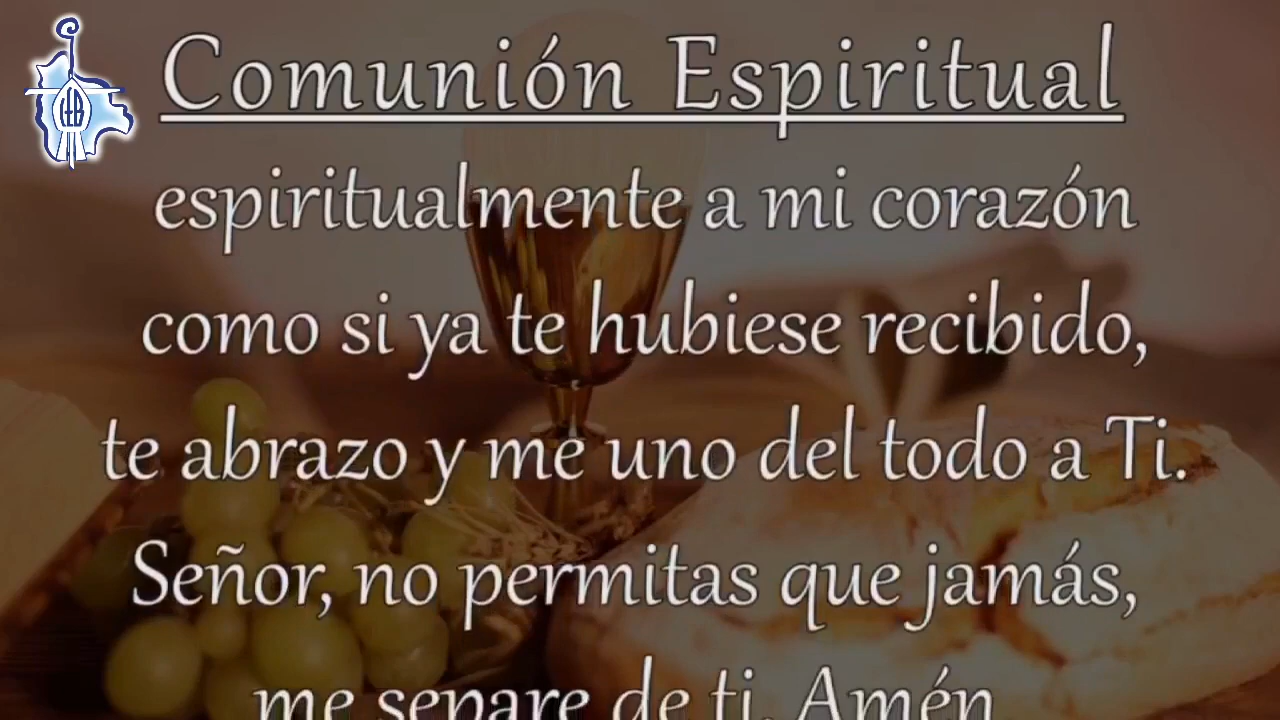 Comunión Espiritual
espiritualmente a mi corazón
como si ya te hubiese recibido,
te abrazo y me uno del todo a Ti.
Señor, no permitas que jamás,
me separe de ti. Amén
CEB